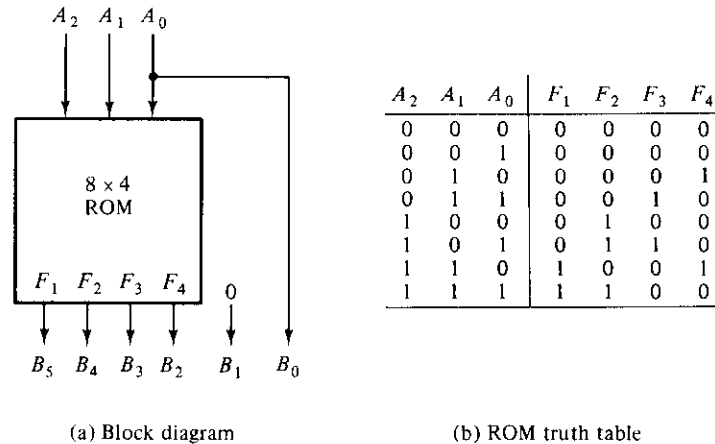 A2 A1 A0
8 × 4
ROM
F1 F2 F3 F4 0
B5 B4 B3 B2 B1 B0
(a) Block diagram
A2 A1 A0 F1 F2 F3 F4
0 0 0 0 0 0 0
0 0 1 0 0 0 0
0 1 0 0 0 0 1
0 1 1 0 0 1 0
1 0 0 0 1 0 0
1 0 1 0 1 1 0
1 1 0 1 0 0 1
1 1 1 1 1 0 0
(b) ROM truth table